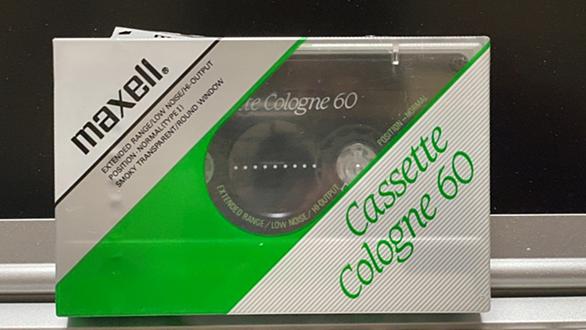 maxell®
EXTENDED RANGE/LOW NOISE/HI-OUTPUT
POSITION·NORMAL(TYPE I)
SMOKY TRANSPARENT/ROUND WINDOW
te Cologne 60
POSITION–NORMAL
EXTENDED RANGE/LOW NOISE/HI-OUTPUT
Cassette
Cologne 60